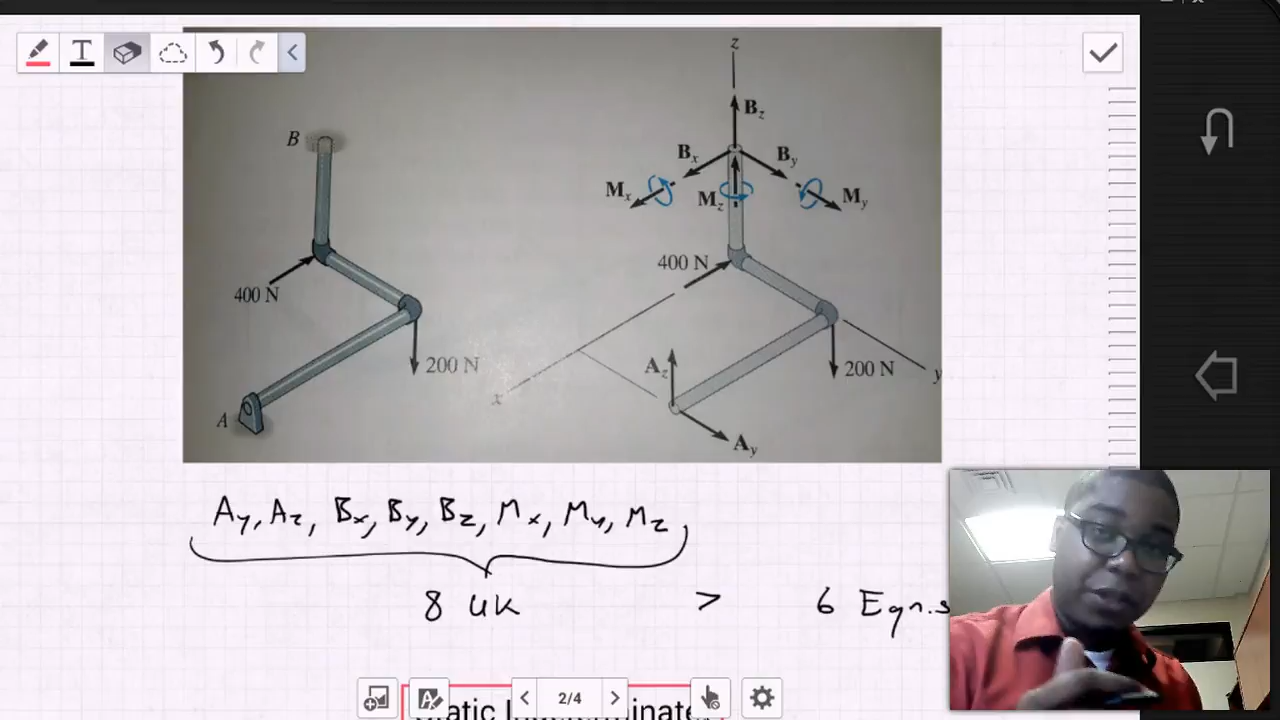 T
z
B
Bz
Bx
By
Mx
Mz
My
400 N
400 N
200 N
200 N
x
y
A
Az
Ay
Ay, Az, Bx, By, Bz, Mx, My, Mz
8 UK > 6 Eqn.s
A
2/4